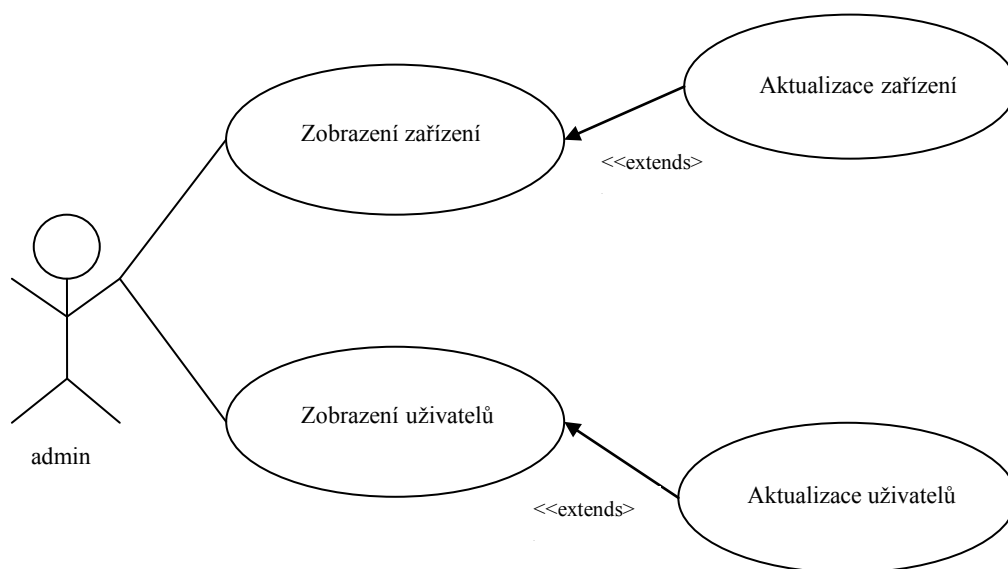 Aktualizace zařízení
Zobrazení zařízení
<<extends>
admin
Zobrazení uživatelů
Aktualizace uživatelů
<<extends>